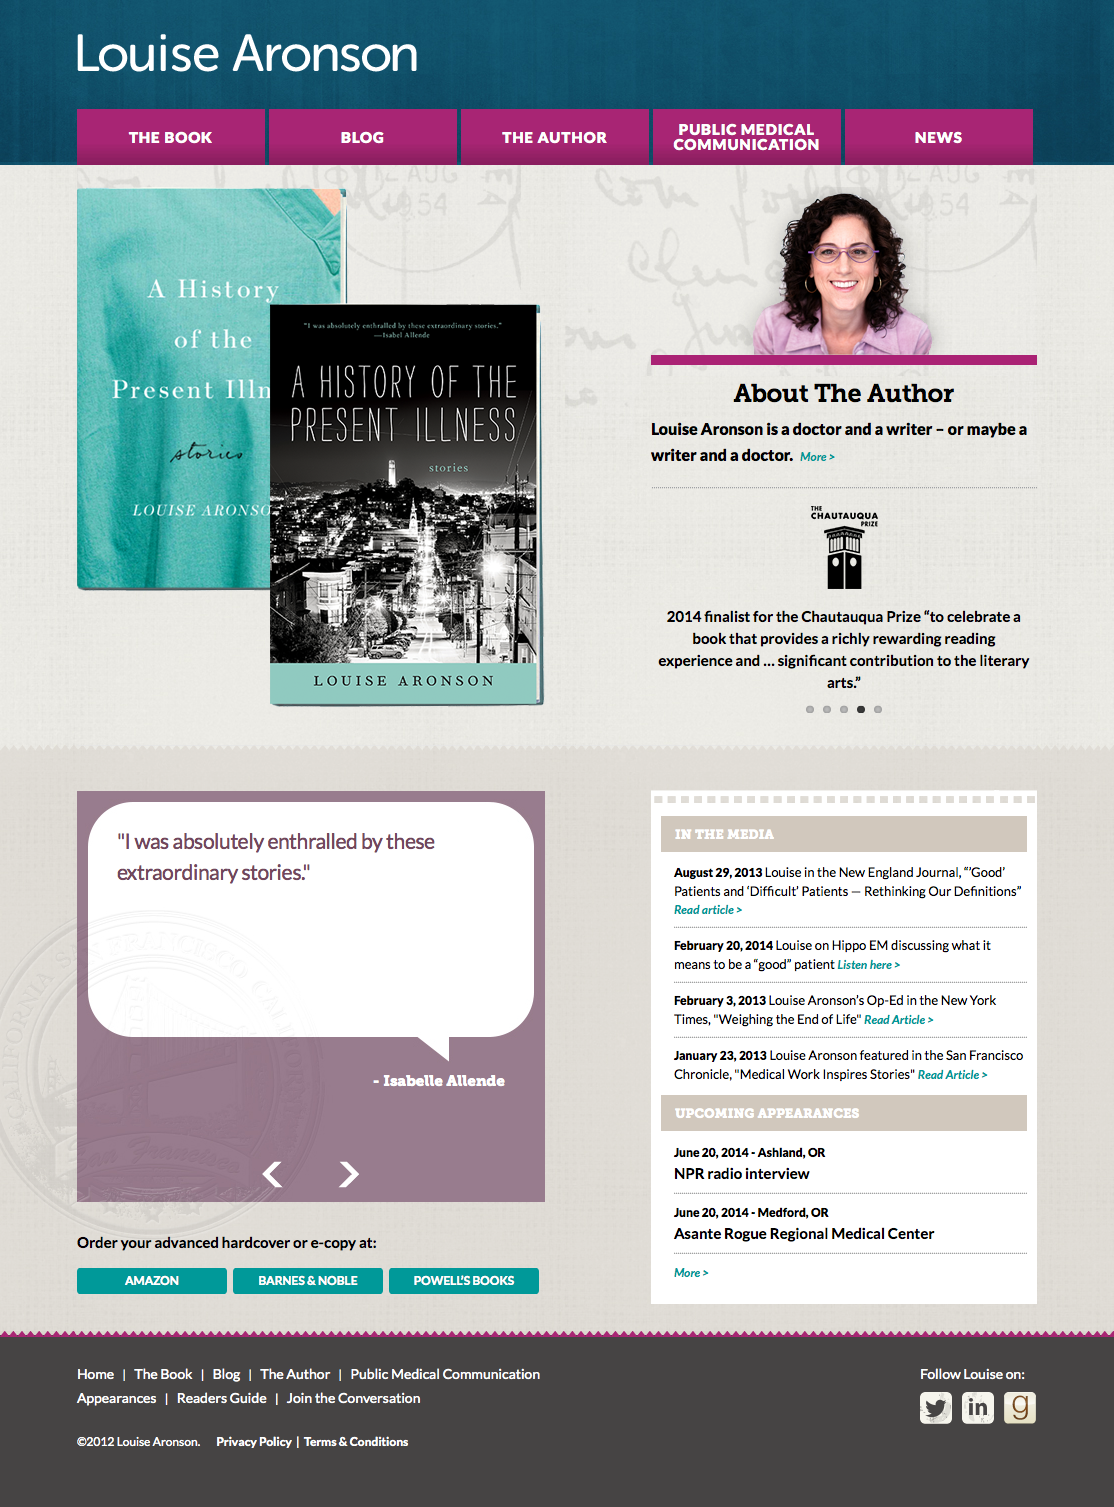 Louise Aronson
THE BOOK
BLOG
THE AUTHOR
PUBLIC MEDICAL
COMMUNICATION
NEWS
A History
of the
Present Illn
stories
LOUISE ARONSO
"I was absolutely enthralled by these extraordinary stories."
—Isabel Allende
A HISTORY OF THE
PRESENT ILLNESS
stories
LOUISE ARONSON
AUG
1954
AUG
1954
About The Author
Louise Aronson is a doctor and a writer – or maybe a
writer and a doctor. More >
THE
CHAUTAUQUA
PRIZE
2014 finalist for the Chautauqua Prize “to celebrate a
book that provides a richly rewarding reading
experience and ... significant contribution to the literary
arts.”
"I was absolutely enthralled by these
extraordinary stories."
- Isabelle Allende
SAN FRANCISCO
CALIFORNIA
San Francisco
Order your advanced hardcover or e-copy at:
AMAZON
BARNES & NOBLE
POWELL'S BOOKS
IN THE MEDIA
August 29, 2013 Louise in the New England Journal, “’Good’
Patients and ‘Difficult’ Patients — Rethinking Our Definitions”
Read article >
February 20, 2014 Louise on Hippo EM discussing what it
means to be a “good” patient Listen here >
February 3, 2013 Louise Aronson’s Op-Ed in the New York
Times, "Weighing the End of Life" Read Article >
January 23, 2013 Louise Aronson featured in the San Francisco
Chronicle, "Medical Work Inspires Stories" Read Article >
UPCOMING APPEARANCES
June 20, 2014 - Ashland, OR
NPR radio interview
June 20, 2014 - Medford, OR
Asante Rogue Regional Medical Center
More >
Home | The Book | Blog | The Author | Public Medical Communication
Appearances | Readers Guide | Join the Conversation
©2012 Louise Aronson. Privacy Policy | Terms & Conditions
Follow Louise on:
in
g